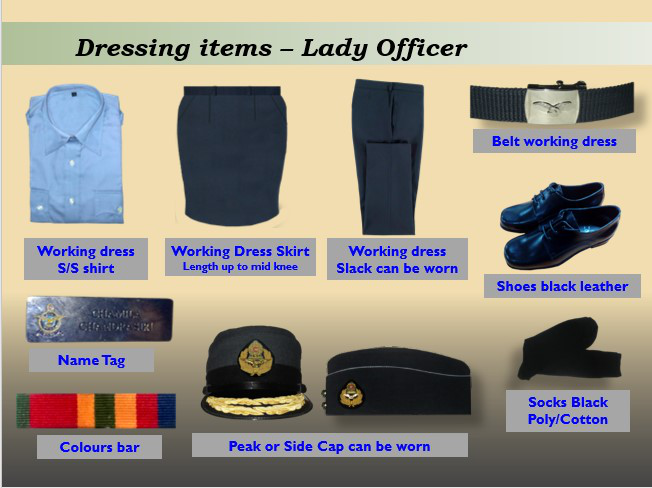 Dressing items – Lady Officer
Belt working dress
Working dress
S/S shirt
Working Dress Skirt
Length up to mid knee
Working dress
Slack can be worn
Shoes black leather
Name Tag
Socks Black
Poly/Cotton
Colours bar
Peak or Side Cap can be worn